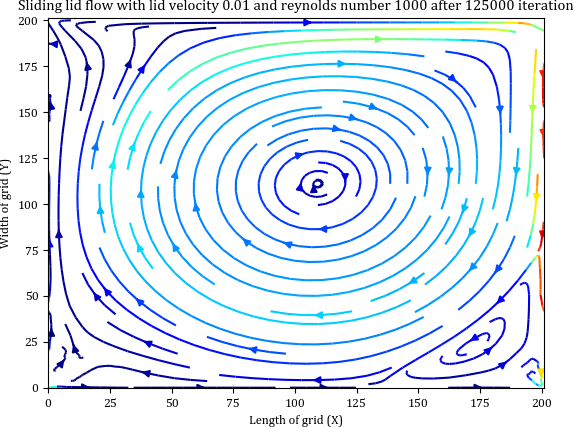 Sliding lid flow with lid velocity 0.01 and reynolds number 1000 after 125000 iteration
Width of grid (Y)
200
175
150
125
100
75
50
25
0
0 25 50 75 100 125 150 175 200
Length of grid (X)